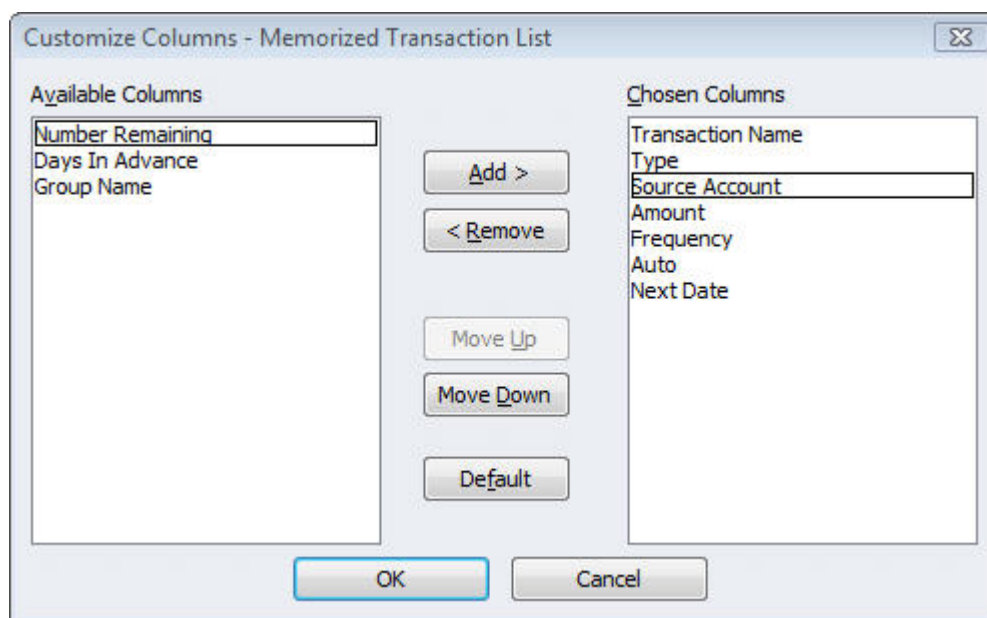 Customize Columns - Memorized Transaction List
Available Columns
Number Remaining
Days In Advance
Group Name
Add >
< Remove
Move Up
Move Down
Default
Chosen Columns
Transaction Name
Type
Source Account
Amount
Frequency
Auto
Next Date
OK
Cancel